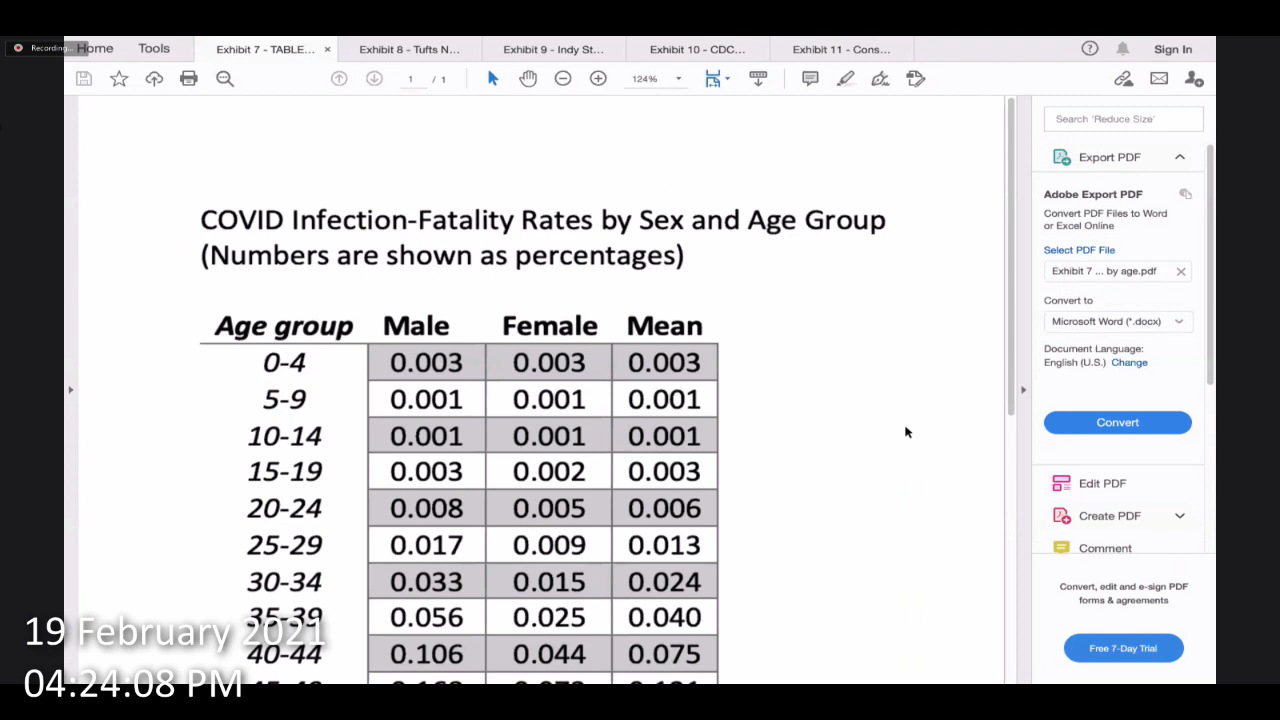 Recording...
Home Tools Exhibit 7 - TABLE... × Exhibit 8 - Tufts N... Exhibit 9 - Indy St... Exhibit 10 - CDC... Exhibit 11 - Cons... Sign In
1 / 1 124%
Search 'Reduce Size'
Export PDF
Adobe Export PDF
Convert PDF Files to Word
or Excel Online
Select PDF File
Exhibit 7 ... by age.pdf
Convert to
Microsoft Word (*.docx)
Document Language:
English (U.S.) Change
Convert
Edit PDF
Create PDF
Comment
Convert, edit and e-sign PDF
forms & agreements
Free 7-Day Trial
COVID Infection-Fatality Rates by Sex and Age Group
(Numbers are shown as percentages)
Age group Male Female Mean
0-4 0.003 0.003 0.003
5-9 0.001 0.001 0.001
10-14 0.001 0.001 0.001
15-19 0.003 0.002 0.003
20-24 0.008 0.005 0.006
25-29 0.017 0.009 0.013
30-34 0.033 0.015 0.024
35-39 0.056 0.025 0.040
40-44 0.106 0.044 0.075
19 February 2021
04:24:08 PM